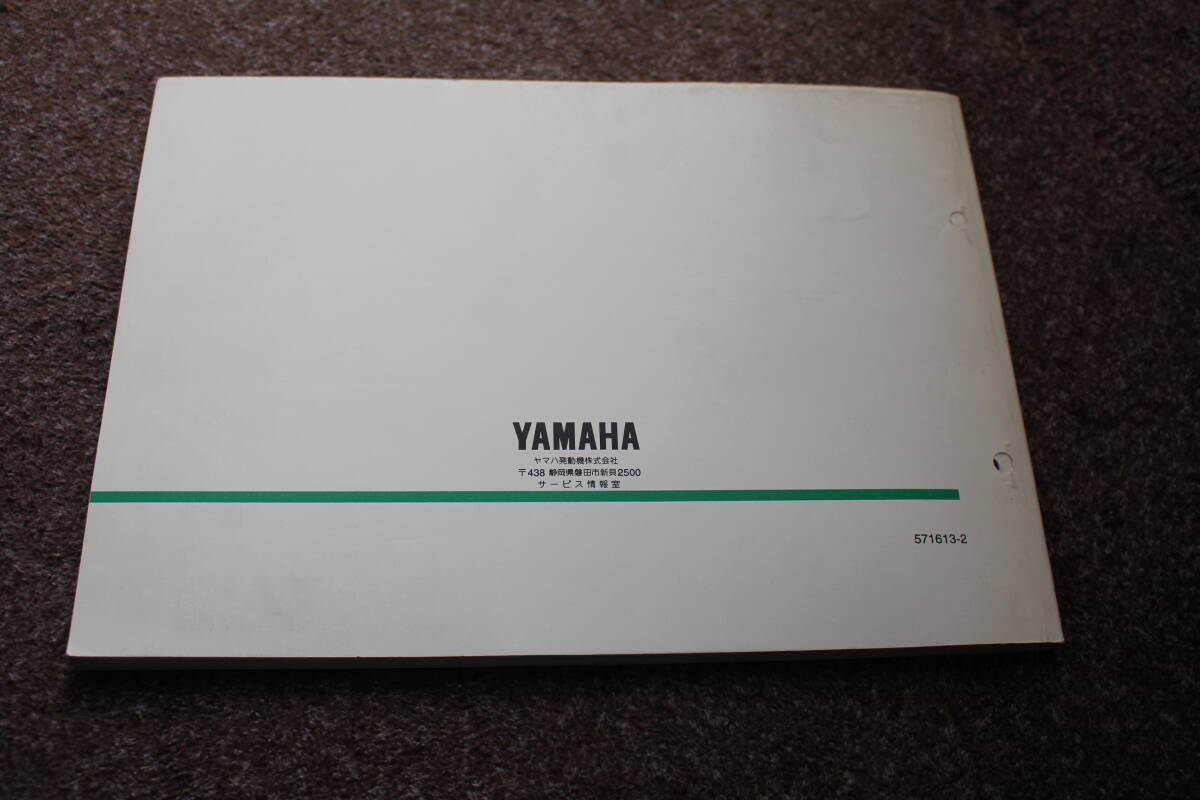 YAMAHA
ヤマハ発動機株式会社
〒438 静岡県磐田市新貝2500
サービス情報室
571613-2